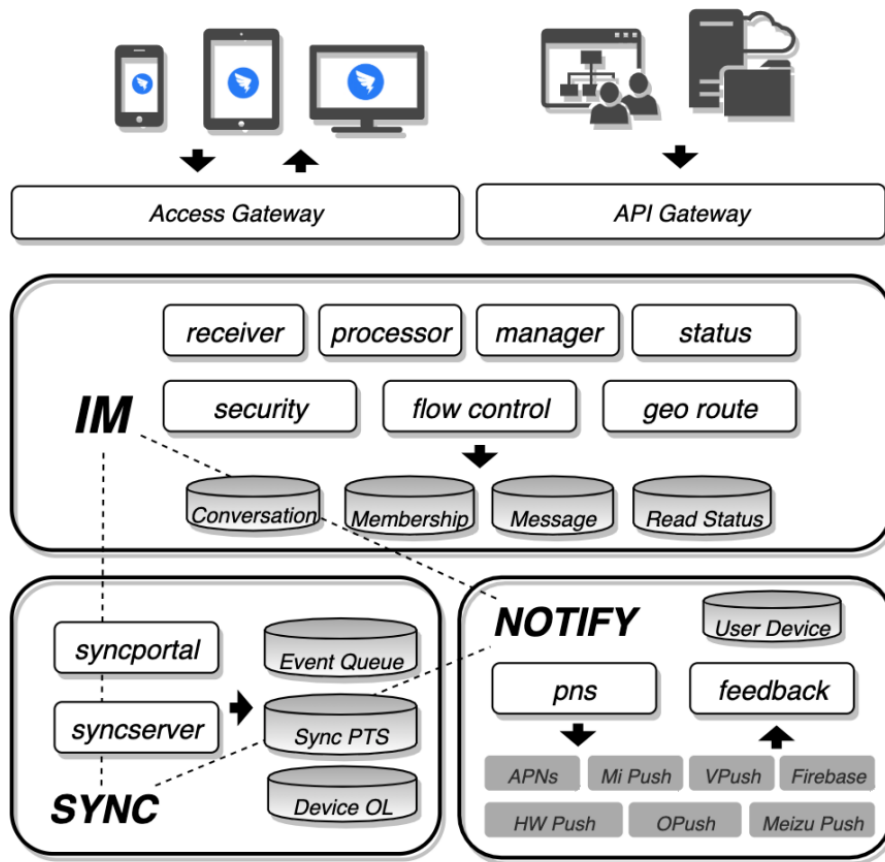 Access Gateway
API Gateway
receiver
processor
manager
status
IM
security
flow control
geo route
Conversation
Membership
Message
Read Status
syncportal
Event Queue
syncserver
Sync PTS
SYNC
Device OL
NOTIFY
User Device
pns
feedback
APNs
Mi Push
VPush
Firebase
HW Push
OPush
Meizu Push